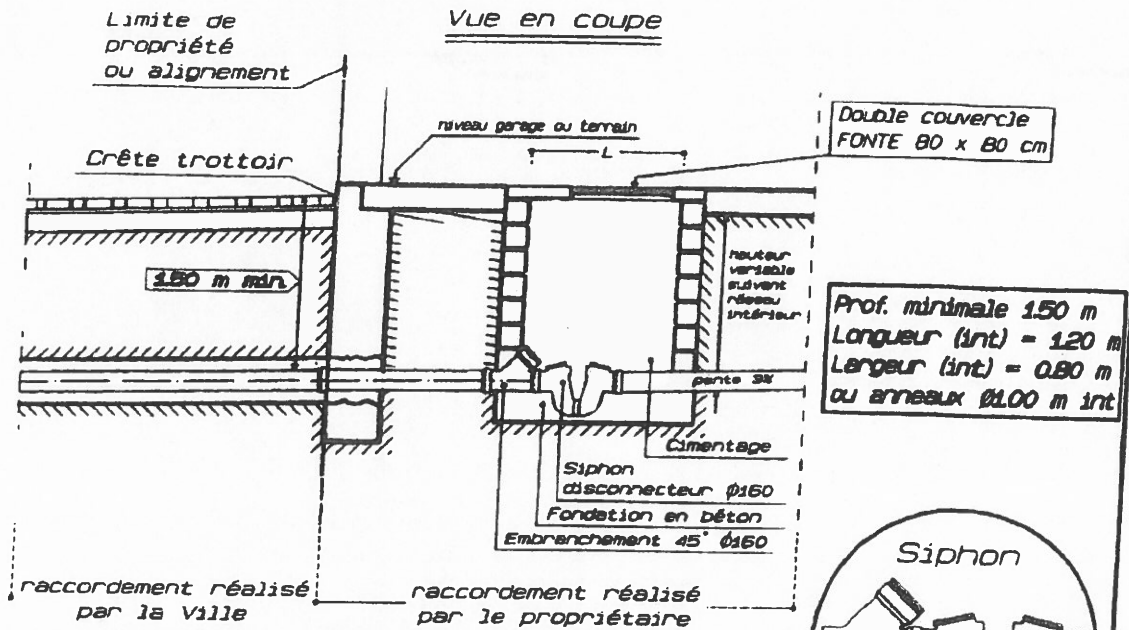 Vue en coupe
Limite de
propriété
ou alignement
niveau garage ou terrain
L
Double couvercle
FONTE 80 x 80 cm
Crête trottoir
1.50 m min.
hauteur
variable
suivant
réseau
intérieur
Prof. minimale 1.50 m
Longueur (int) = 1.20 m
Largeur (int) = 0.80 m
ou anneaux Ø1.00 m int
pente 3%
Cimentage
Siphon
disconnecteur Ø160
Fondation en béton
Embranchement 45° Ø160
Siphon
raccordement réalisé
par la Ville
raccordement réalisé
par le propriétaire